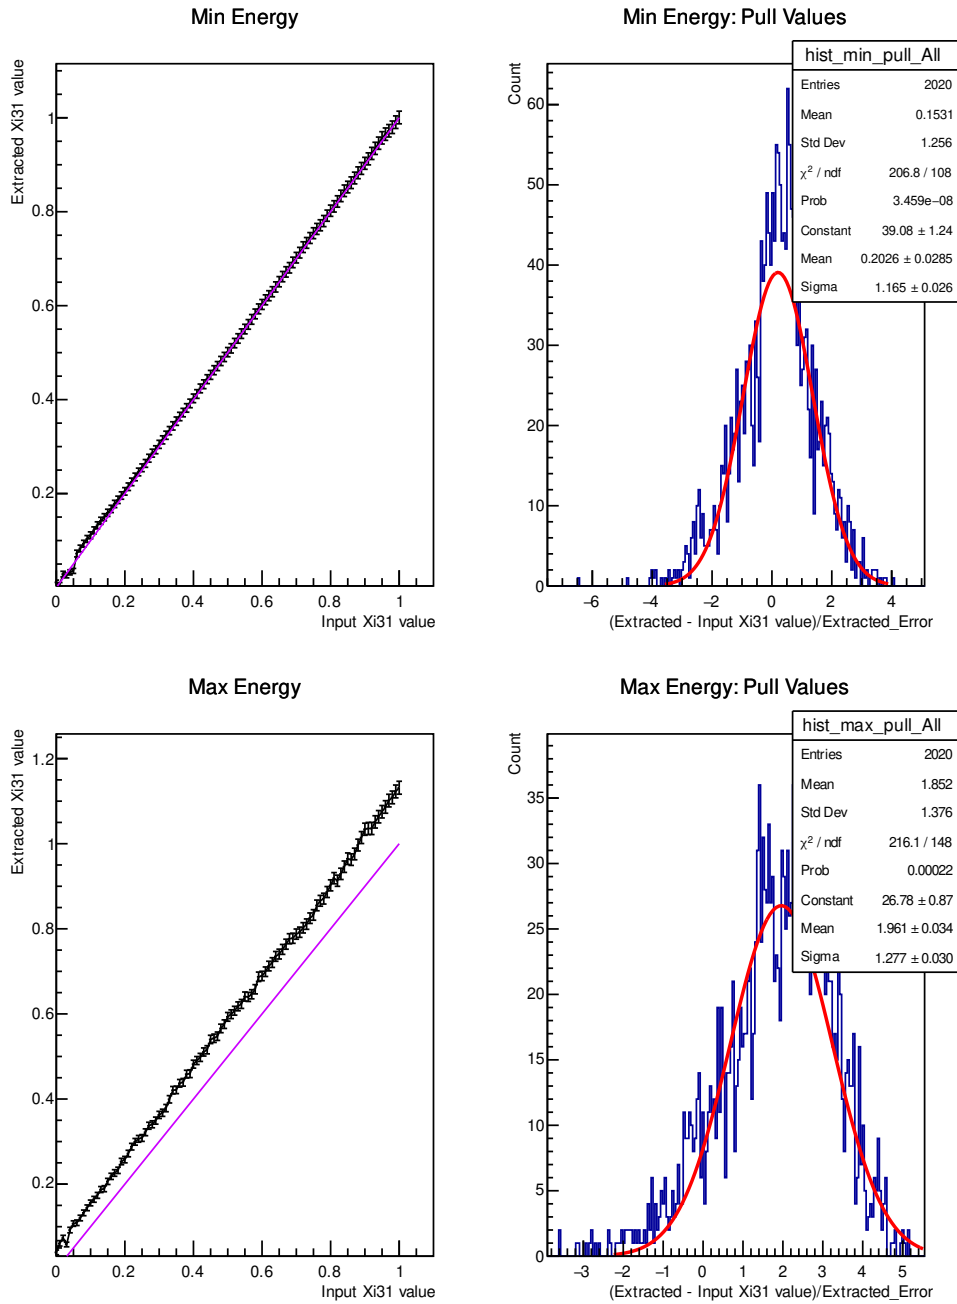 Min Energy
Extracted Xi31 value
1
0.8
0.6
0.4
0.2
0 0.2 0.4 0.6 0.8 1
Input Xi31 value
Min Energy: Pull Values
Count
60
50
40
30
20
10
0
−6 −4 −2 0 2 4
(Extracted - Input Xi31 value)/Extracted_Error
hist_min_pull_All
Entries 2020
Mean 0.1531
Std Dev 1.256
χ² / ndf 206.8 / 108
Prob 3.459e−08
Constant 39.08 ± 1.24
Mean 0.2026 ± 0.0285
Sigma 1.165 ± 0.026
Max Energy
Extracted Xi31 value
1.2
1
0.8
0.6
0.4
0.2
0 0.2 0.4 0.6 0.8 1
Input Xi31 value
Max Energy: Pull Values
Count
35
30
25
20
15
10
5
0
−3 −2 −1 0 1 2 3 4 5
(Extracted - Input Xi31 value)/Extracted_Error
hist_max_pull_All
Entries 2020
Mean 1.852
Std Dev 1.376
χ² / ndf 216.1 / 148
Prob 0.00022
Constant 26.78 ± 0.87
Mean 1.961 ± 0.034
Sigma 1.277 ± 0.030